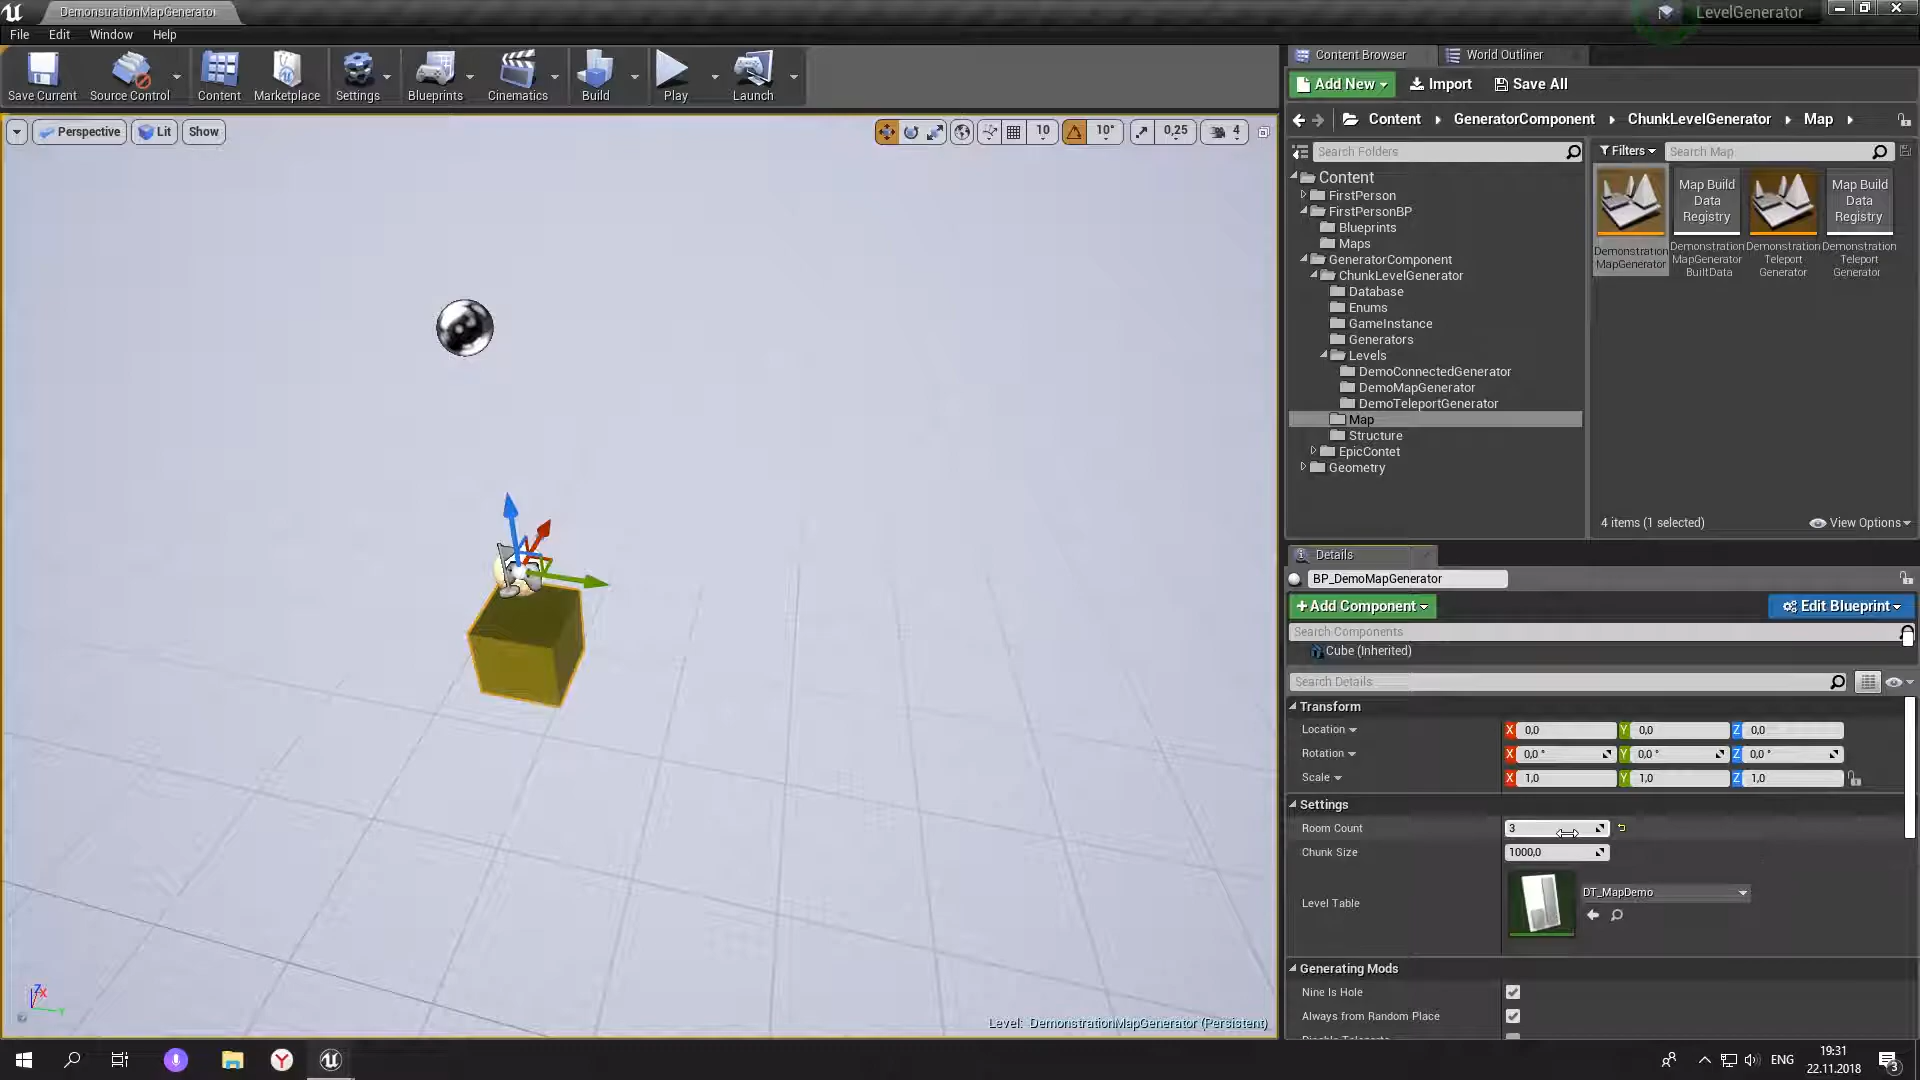 DemonstrationMapGenerator
LevelGenerator
File Edit Window Help
Save Current Source Control Content Marketplace Settings Blueprints Cinematics Build Play Launch
Perspective Lit Show
10 10° 0,25 4
Content Browser World Outliner
Add New Import Save All
Content GeneratorComponent ChunkLevelGenerator Map
Search Folders
Content
FirstPerson
FirstPersonBP
Blueprints
Maps
GeneratorComponent
ChunkLevelGenerator
Database
Enums
GameInstance
Generators
Levels
DemoConnectedGenerator
DemoMapGenerator
DemoTeleportGenerator
Map
Structure
EpicContet
Geometry
Filters Search Map
Map Build
Data
Registry
Map Build
Data
Registry
Demonstration
MapGenerator
Demonstration
MapGenerator
BuiltData
Demonstration
Teleport
Generator
Demonstration
Teleport
Generator
4 items (1 selected) View Options
Details
BP_DemoMapGenerator
+Add Component Edit Blueprint
Search Components
Cube (Inherited)
Search Details
Transform
Location X 0,0 Y 0,0 Z 0,0
Rotation X 0,0 ° Y 0,0 ° Z 0,0 °
Scale X 1,0 Y 1,0 Z 1,0
Settings
Room Count 3
Chunk Size 1000,0
Level Table DT_MapDemo
Generating Mods
Nine Is Hole
Always from Random Place
Level: DemonstrationMapGenerator (Persistent)
ENG
19:31
22.11.2018
3